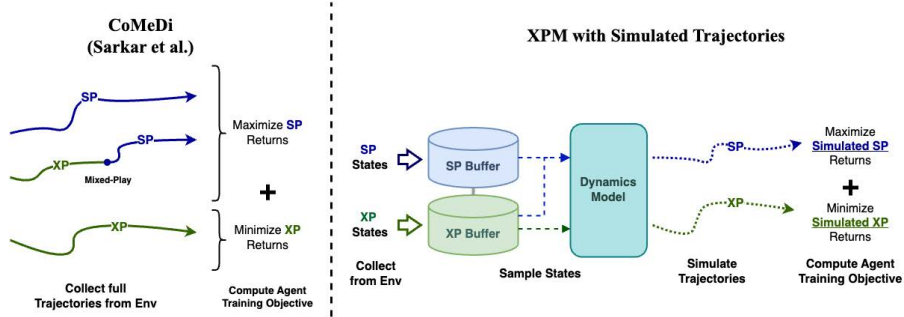 CoMeDi
(Sarkar et al.)
SP
SP
XP
Mixed-Play
XP
Maximize SP
Returns
+
Minimize XP
Returns
Collect full
Trajectories from Env
Compute Agent
Training Objective
XPM with Simulated Trajectories
SP
States
XP
States
SP Buffer
XP Buffer
Dynamics
Model
SP
XP
Maximize
Simulated SP
Returns
+
Minimize
Simulated XP
Returns
Collect
from Env
Sample States
Simulate
Trajectories
Compute Agent
Training Objective